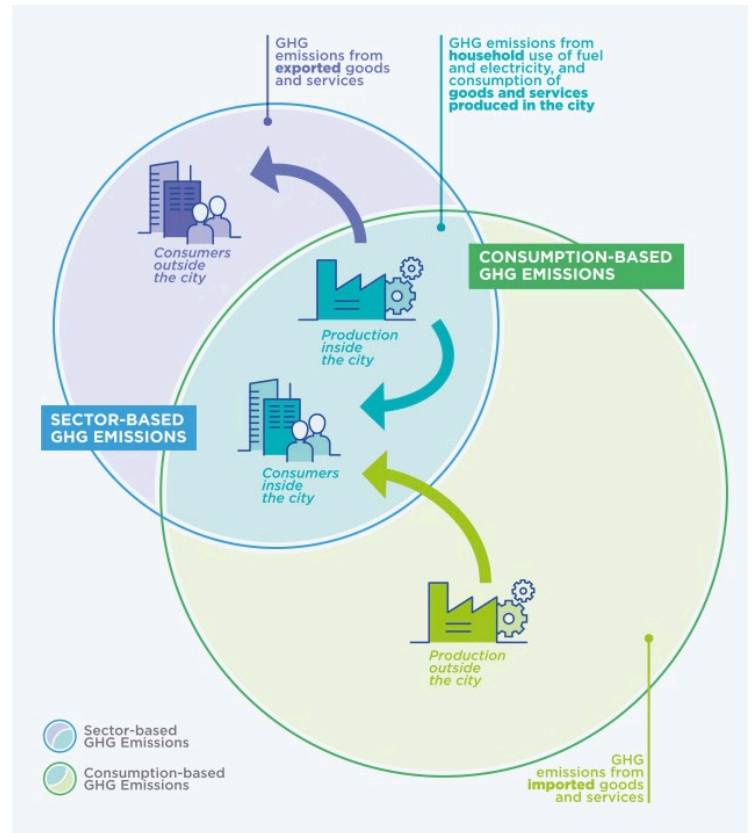 GHG
emissions from
exported goods
and services
GHG emissions from
household use of fuel
and electricity, and
consumption of
goods and services
produced in the city
Consumers
outside
the city
CONSUMPTION-BASED
GHG EMISSIONS
Production
inside
the city
SECTOR-BASED
GHG EMISSIONS
Consumers
inside
the city
Production
outside
the city
Sector-based
GHG Emissions
Consumption-based
GHG Emissions
GHG
emissions from
imported goods
and services